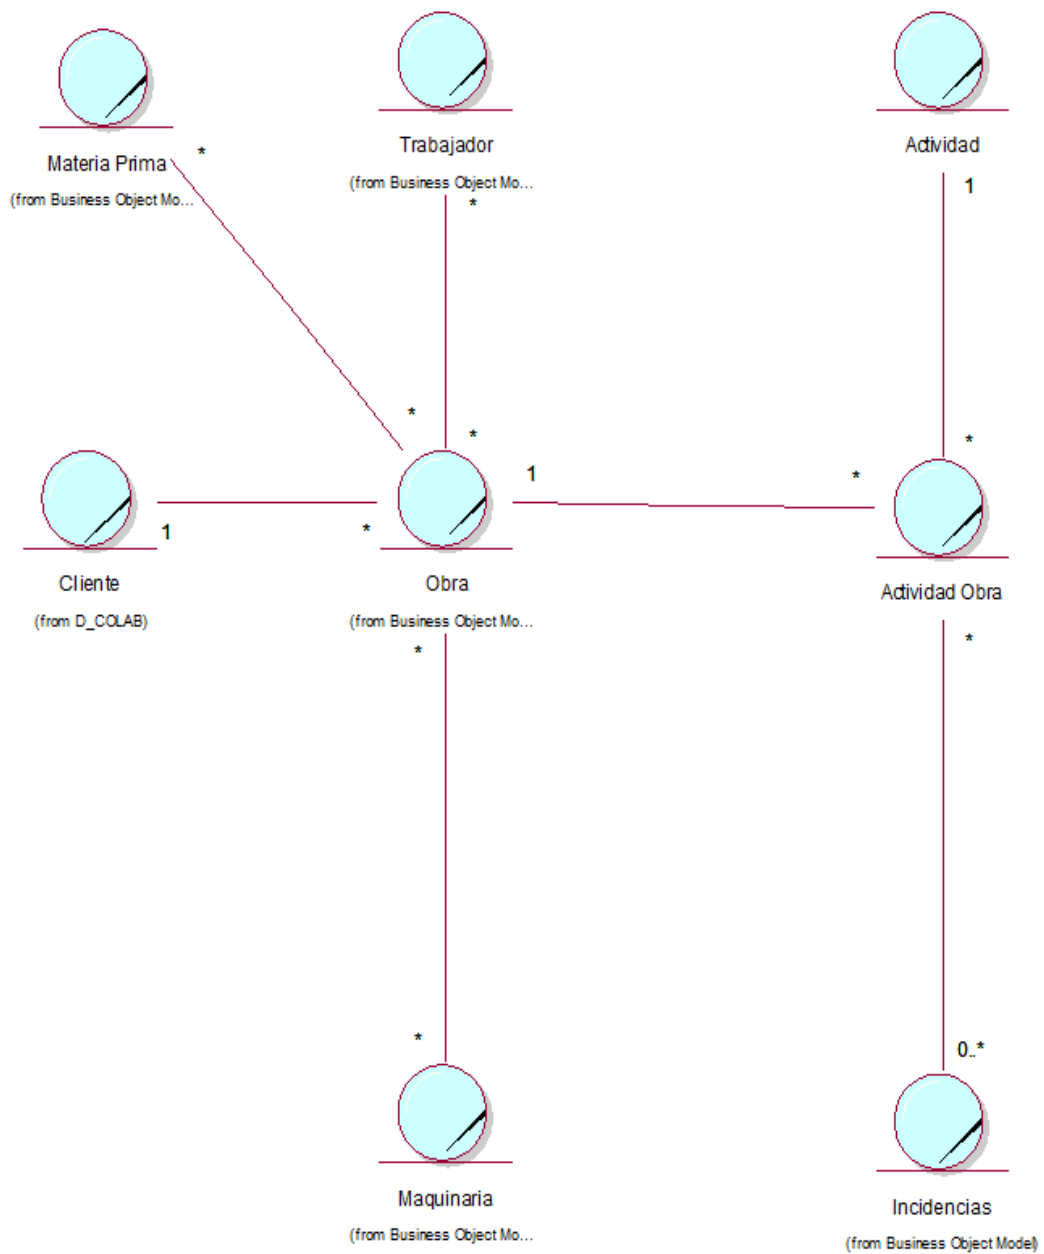 Materia Prima
(from Business Object Mo...
*
Trabajador
(from Business Object Mo...
*
Actividad
1
*
*
*
1
*
1
*
Cliente
(from D_COLAB)
Obra
(from Business Object Mo...
*
Actividad Obra
*
*
0..*
Maquinaria
(from Business Object Mo...
Incidencias
(from Business Object Model)